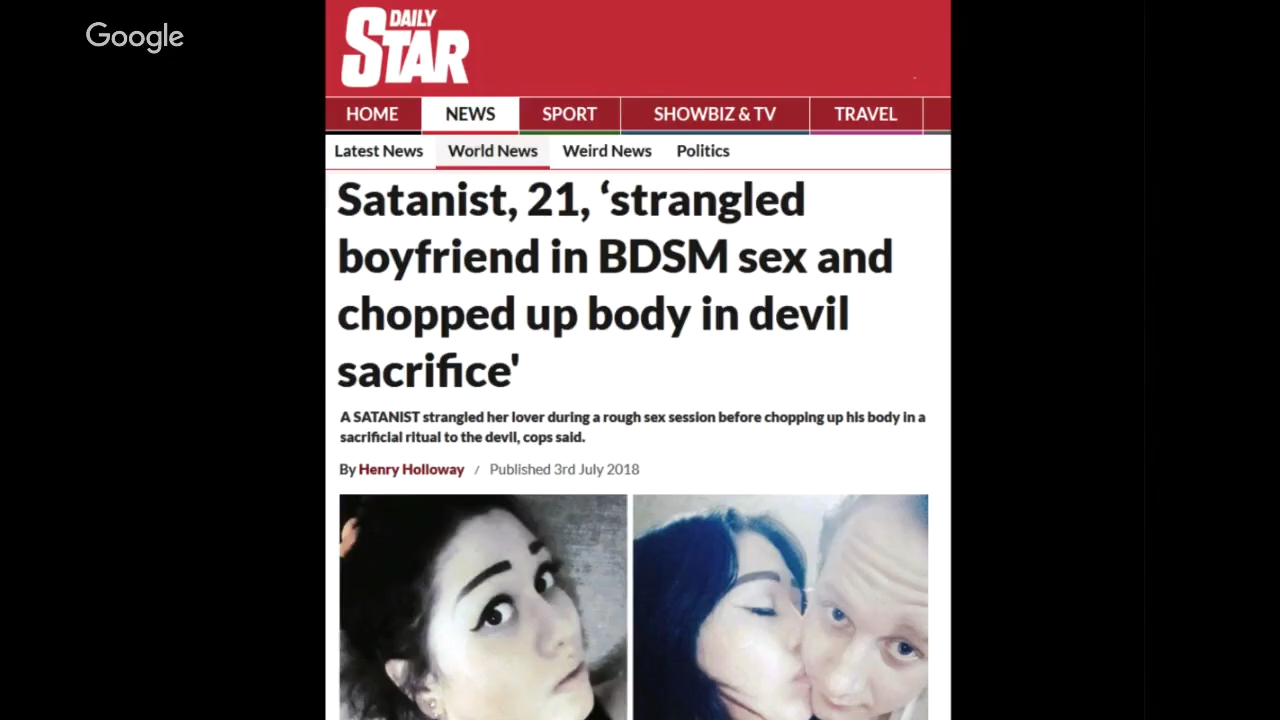 Google
DAILY
STAR
HOME NEWS SPORT SHOWBIZ & TV TRAVEL
Latest News World News Weird News Politics
Satanist, 21, ‘strangled
boyfriend in BDSM sex and
chopped up body in devil
sacrifice'
A SATANIST strangled her lover during a rough sex session before chopping up his body in a
sacrificial ritual to the devil, cops said.
By Henry Holloway / Published 3rd July 2018